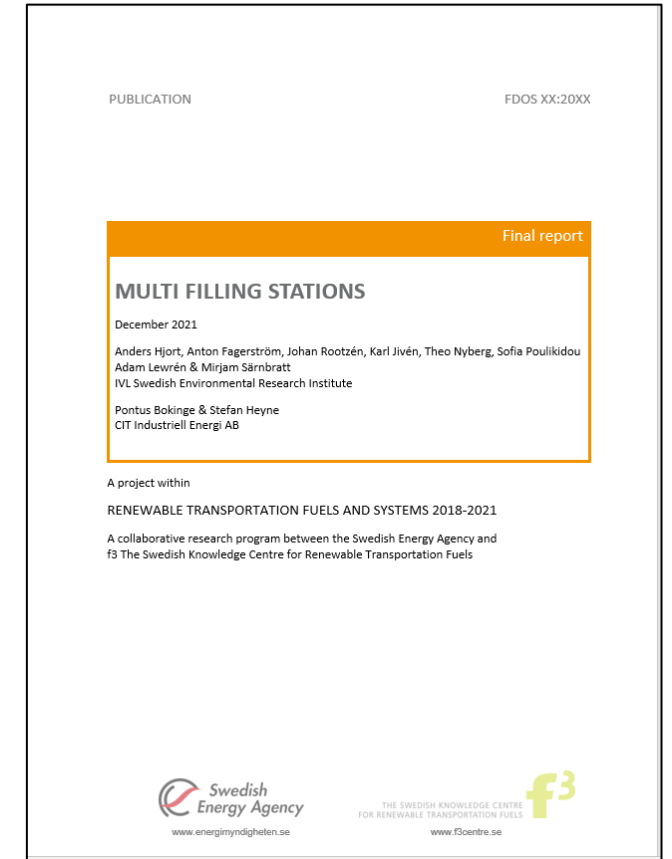 PUBLICATION FDOS XX:20XX
Final report
MULTI FILLING STATIONS
December 2021
Anders Hjort, Anton Fagerström, Johan Rootzén, Karl Jivén, Theo Nyberg, Sofia Poulikidou
Adam Lewrén & Mirjam Särnbratt
IVL Swedish Environmental Research Institute
Pontus Bokinge & Stefan Heyne
CIT Industriell Energi AB
A project within
RENEWABLE TRANSPORTATION FUELS AND SYSTEMS 2018-2021
A collaborative research program between the Swedish Energy Agency and
f3 The Swedish Knowledge Centre for Renewable Transportation Fuels
Swedish
Energy Agency
www.energimyndigheten.se
THE SWEDISH KNOWLEDGE CENTRE
FOR RENEWABLE TRANSPORTATION FUELS
f3
www.f3centre.se